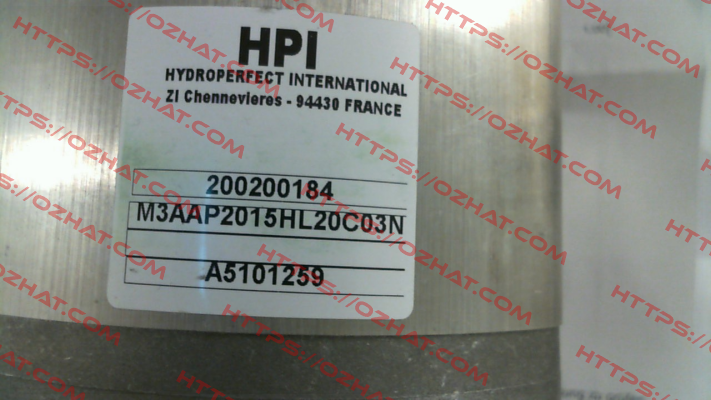 HPI
HYDROPERFECT INTERNATIONAL
ZI Chennevieres - 94430 FRANCE
200200184
M3AAP2015HL20C03N
A5101259
HTTPS://OZHAT.COM